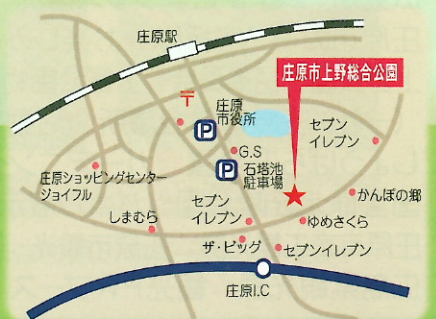 庄原駅
庄原市上野総合公園
〒
庄原
市役所
P
セブン
イレブン
G.S
P
石塔池
駐車場
庄原ショッピングセンター
ジョイフル
かんぽの郷
セブン
イレブン
しまむら
ゆめさくら
ザ・ビッグ
セブンイレブン
庄原I.C